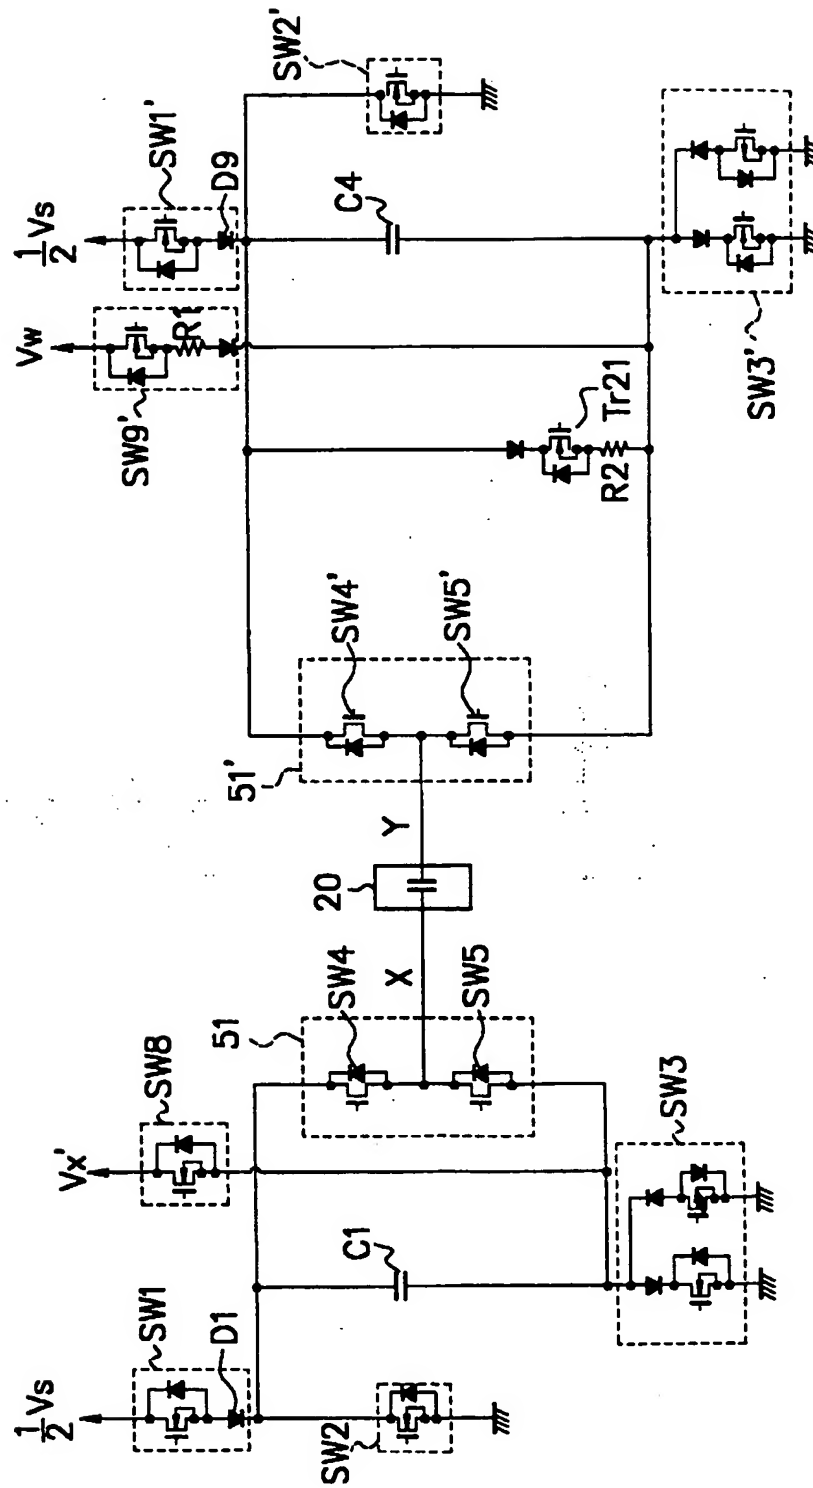 1/2 Vs
SW1
D1
SW2
C1
Vx'
SW8
SW3
51
SW4
SW5
X
20
Y
51'
SW4'
SW5'
Tr21
R2
Vw
SW9'
R1
1/2 Vs
SW1'
D9
C4
SW2'
SW3'